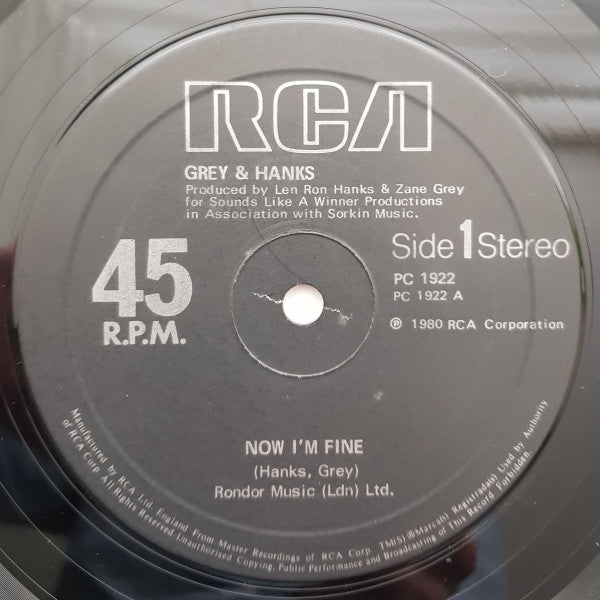 RCA
GREY & HANKS
Produced by Len Ron Hanks & Zane Grey
for Sounds Like A Winner Productions
in Association with Sorkin Music.
45
R.P.M.
Side 1 Stereo
PC 1922
PC 1922 A
℗ 1980 RCA Corporation
NOW I'M FINE
(Hanks, Grey)
Rondor Music (Ldn) Ltd.
Manufactured by RCA Ltd. England From Master Recordings of RCA Corp TM(S)®Marca(s) Registrada(s) Used by Authority
of RCA Corp All Rights Reserved Unauthorised Copying, Public Performance and Broadcasting of This Record Forbidden.